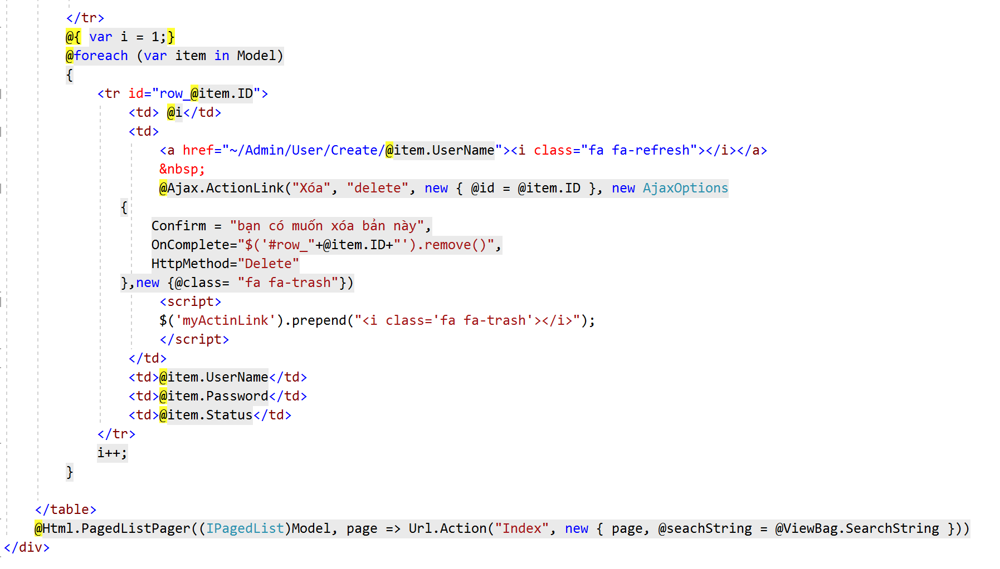 </tr>
@{ var i = 1;}
@foreach (var item in Model)
{
<tr id="row_@item.ID">
<td> @i</td>
<td>
<a href="~/Admin/User/Create/@item.UserName"><i class="fa fa-refresh"></i></a>
&nbsp;
@Ajax.ActionLink("Xóa", "delete", new { @id = @item.ID }, new AjaxOptions
{
Confirm = "bạn có muốn xóa bản này",
OnComplete="$('#row_"+@item.ID+"').remove()",
HttpMethod="Delete"
},new {@class= "fa fa-trash"})
<script>
$('myActinLink').prepend("<i class='fa fa-trash'></i>");
</script>
</td>
<td>@item.UserName</td>
<td>@item.Password</td>
<td>@item.Status</td>
</tr>
i++;
}
</table>
@Html.PagedListPager((IPagedList)Model, page => Url.Action("Index", new { page, @seachString = @ViewBag.SearchString }))
</div>